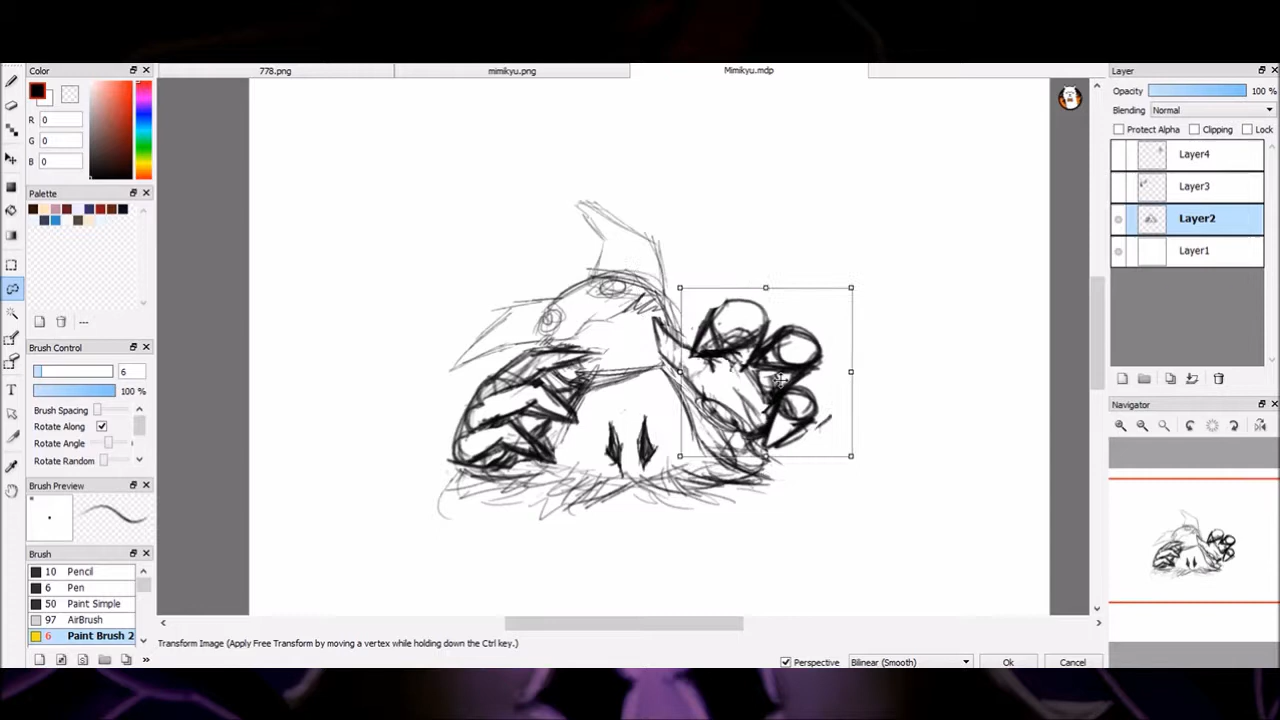 Color
778.png
mimikyu.png
Mimikyu.mdp
Layer
R 0
G 0
B 0
Opacity 100 %
Blending Normal
Protect Alpha Clipping Lock
Layer4
Layer3
Layer2
Layer1
Palette
---
Brush Control
6
100 %
Brush Spacing
Rotate Along
Rotate Angle
Rotate Random
Navigator
Brush Preview
Brush
10 Pencil
6 Pen
50 Paint Simple
97 AirBrush
6 Paint Brush 2
Transform Image (Apply Free Transform by moving a vertex while holding down the Ctrl key.)
Perspective Bilinear (Smooth) Ok Cancel